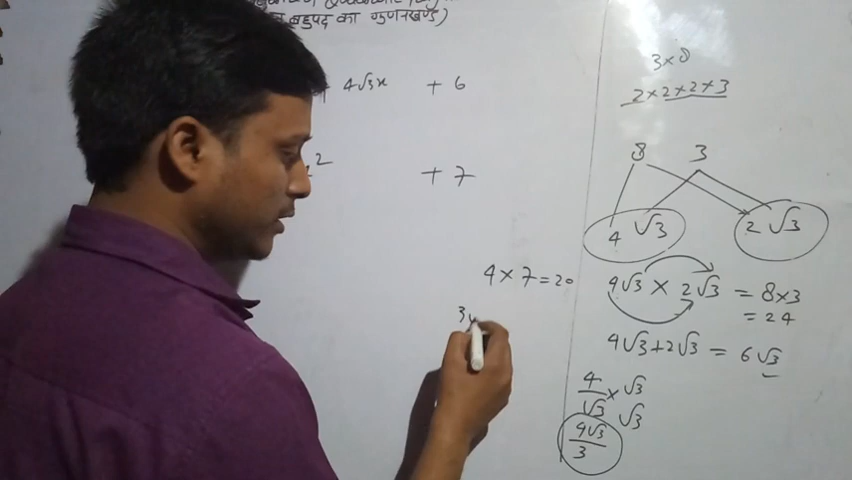 बहुपद का गुणनखण्ड)
4√3x + 6
2 + 7
4 × 7 = 20
3
3 × 8
2 × 2 × 2 × 3
8 3
4 √3 2 √3
4√3 × 2√3 = 8×3
= 24
4√3 + 2√3 = 6√3
4/√3 × √3/√3
4√3/3